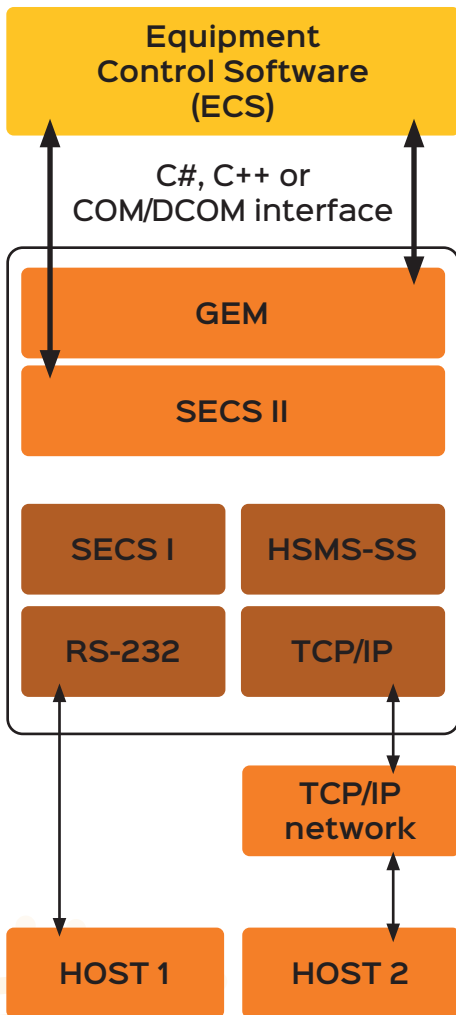 Equipment
Control Software
(ECS)
C#, C++ or
COM/DCOM interface
GEM
SECS II
SECS I
HSMS-SS
RS-232
TCP/IP
TCP/IP
network
HOST 1
HOST 2